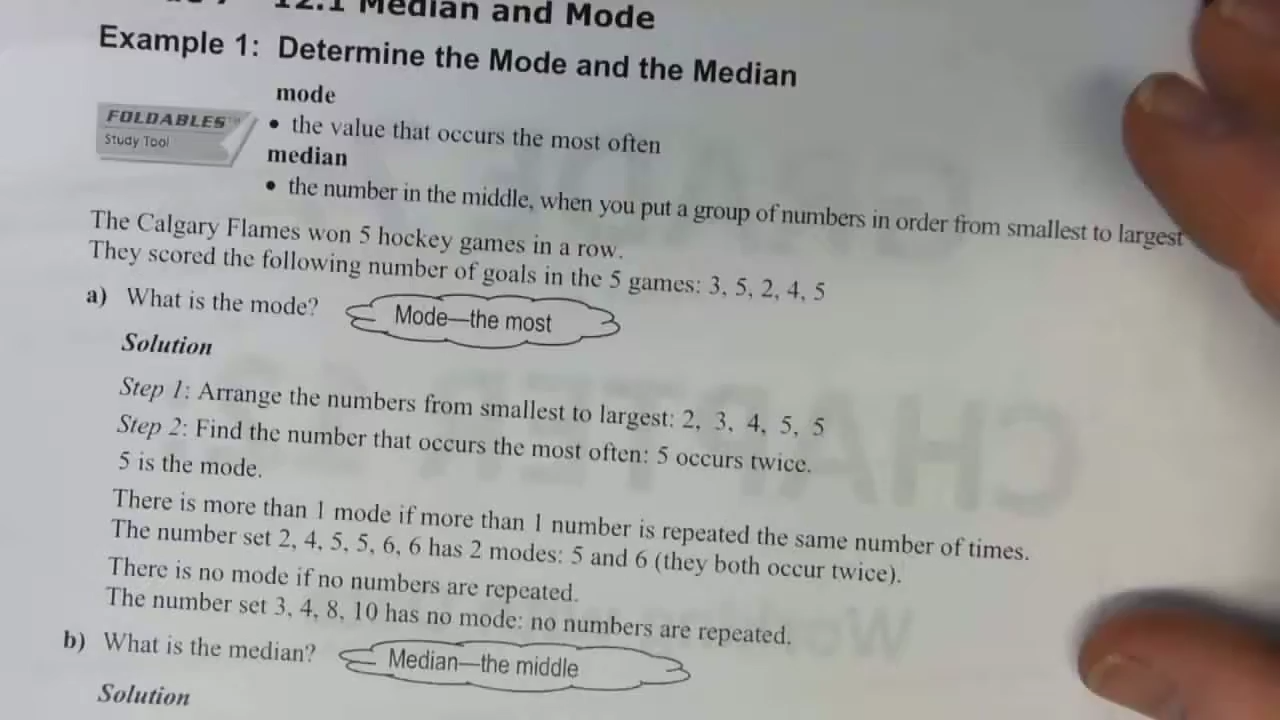 12.1 Median and Mode
Example 1: Determine the Mode and the Median
FOLDABLES™
Study Tool
mode
• the value that occurs the most often
median
• the number in the middle, when you put a group of numbers in order from smallest to largest
The Calgary Flames won 5 hockey games in a row.
They scored the following number of goals in the 5 games: 3, 5, 2, 4, 5
a) What is the mode?
Mode—the most
Solution
Step 1: Arrange the numbers from smallest to largest: 2, 3, 4, 5, 5
Step 2: Find the number that occurs the most often: 5 occurs twice.
5 is the mode.
There is more than 1 mode if more than 1 number is repeated the same number of times.
The number set 2, 4, 5, 5, 6, 6 has 2 modes: 5 and 6 (they both occur twice).
There is no mode if no numbers are repeated.
The number set 3, 4, 8, 10 has no mode: no numbers are repeated.
b) What is the median?
Median—the middle
Solution